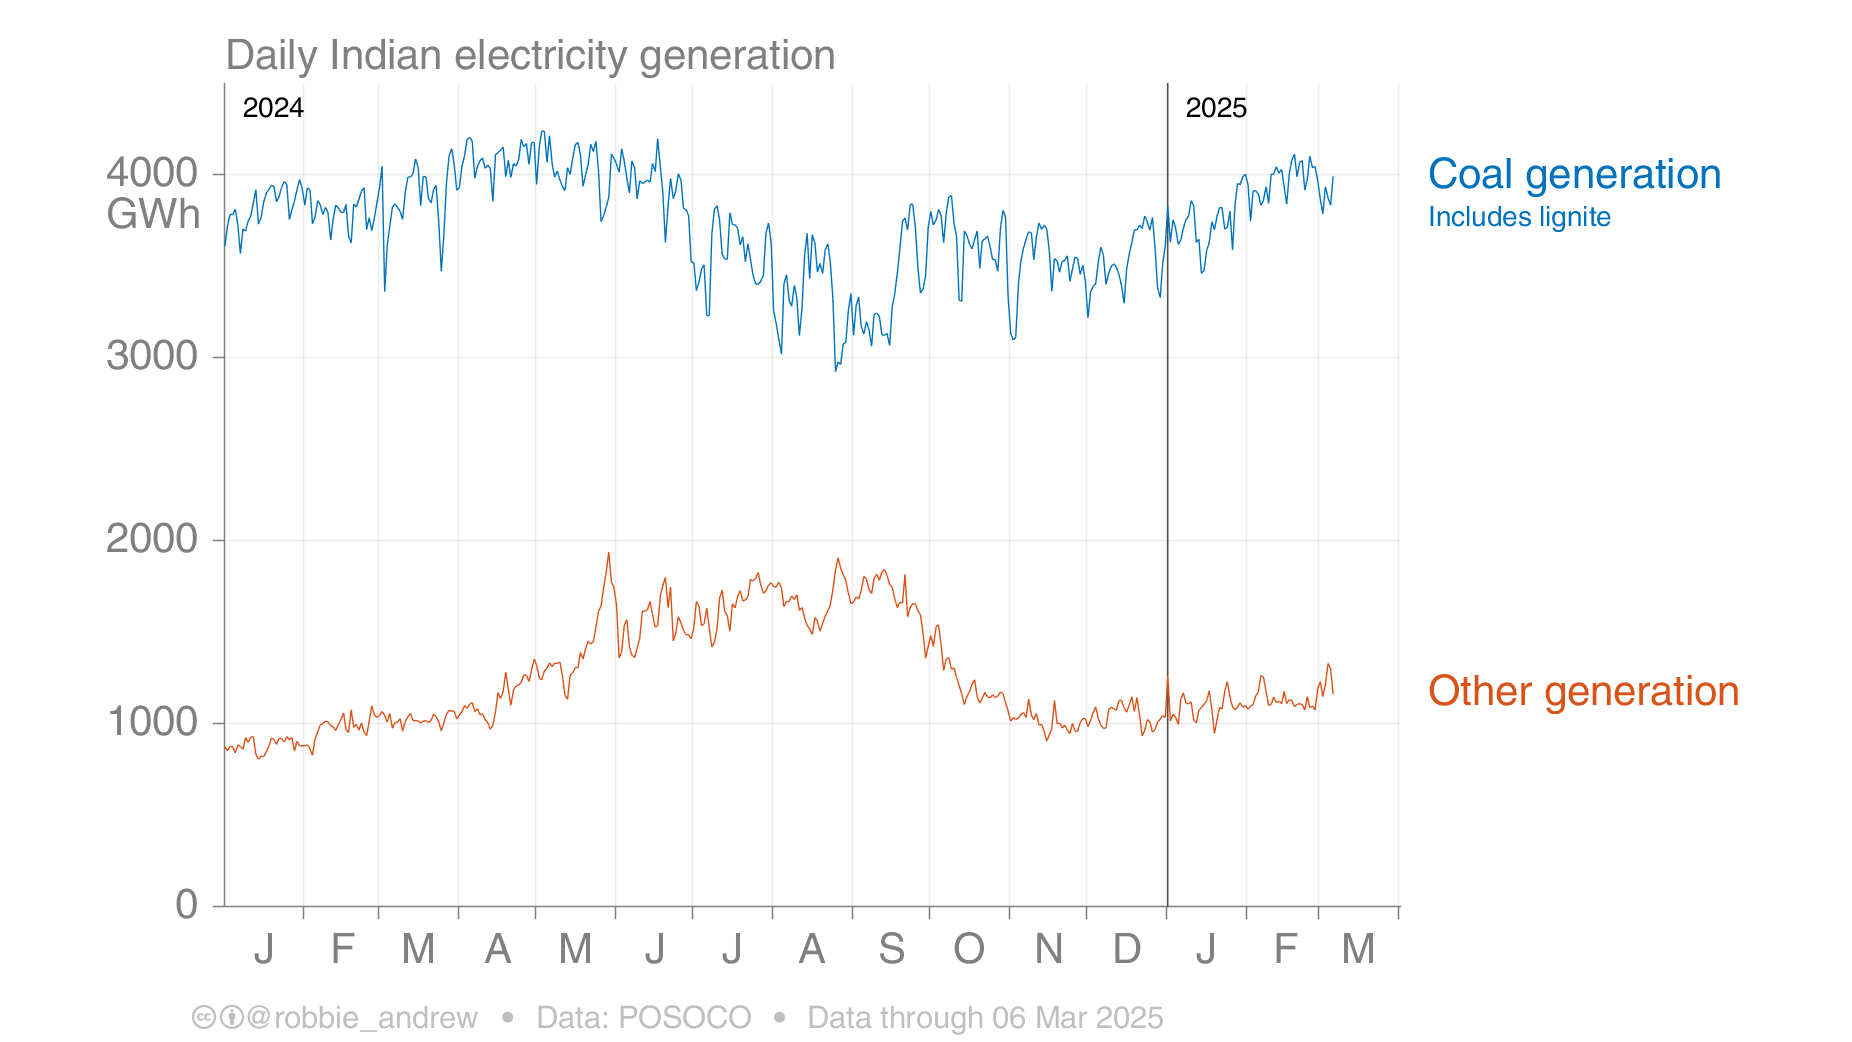 Daily Indian electricity generation
2024
2025
4000
GWh
3000
2000
1000
0
Coal generation
Includes lignite
Other generation
J F M A M J J A S O N D J F M
@robbie_andrew • Data: POSOCO • Data through 06 Mar 2025